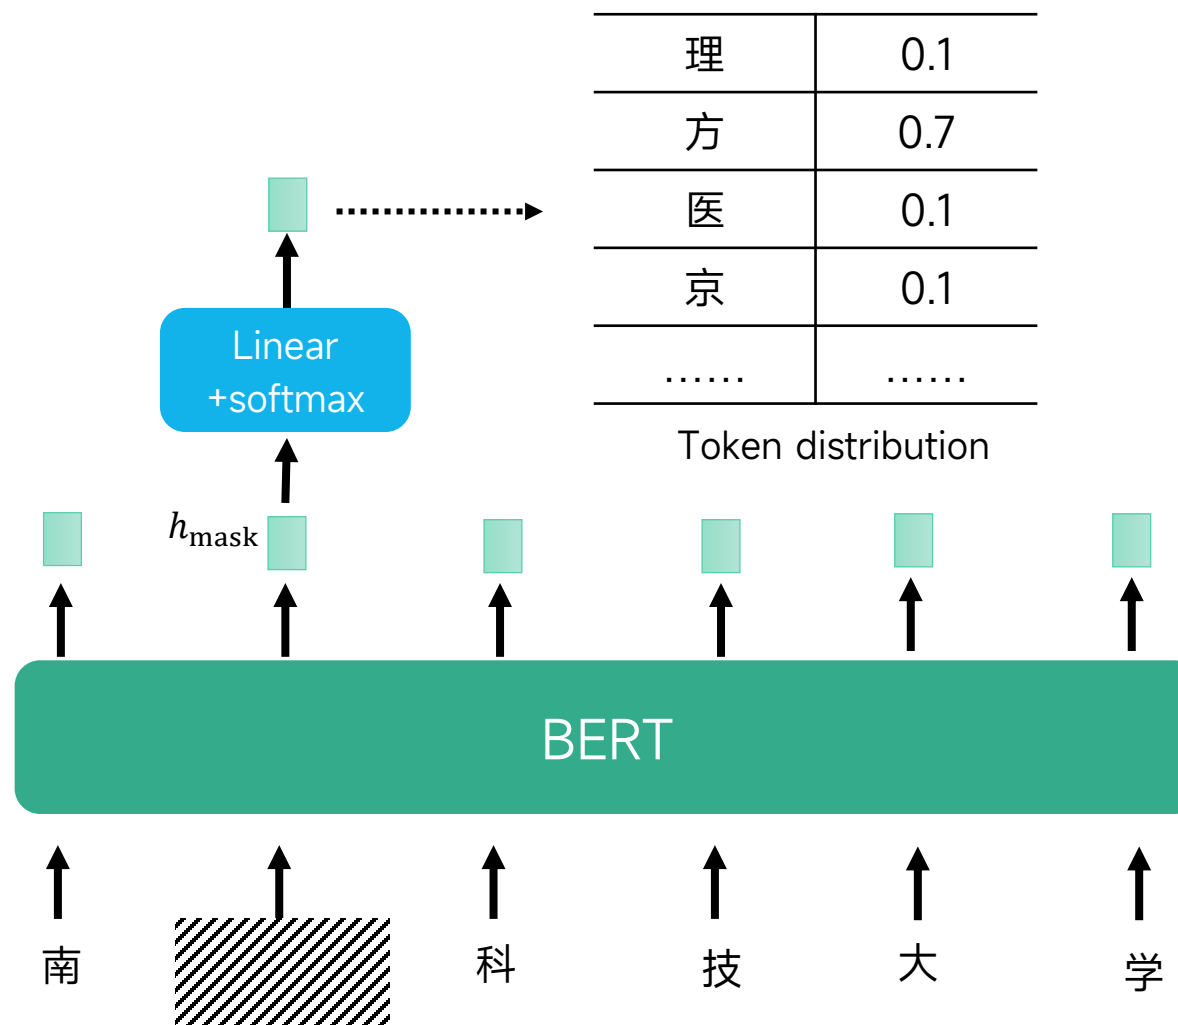 理 0.1
方 0.7
医 0.1
京 0.1
…… ……
Token distribution
Linear
+softmax
h_mask
BERT
南 科 技 大 学